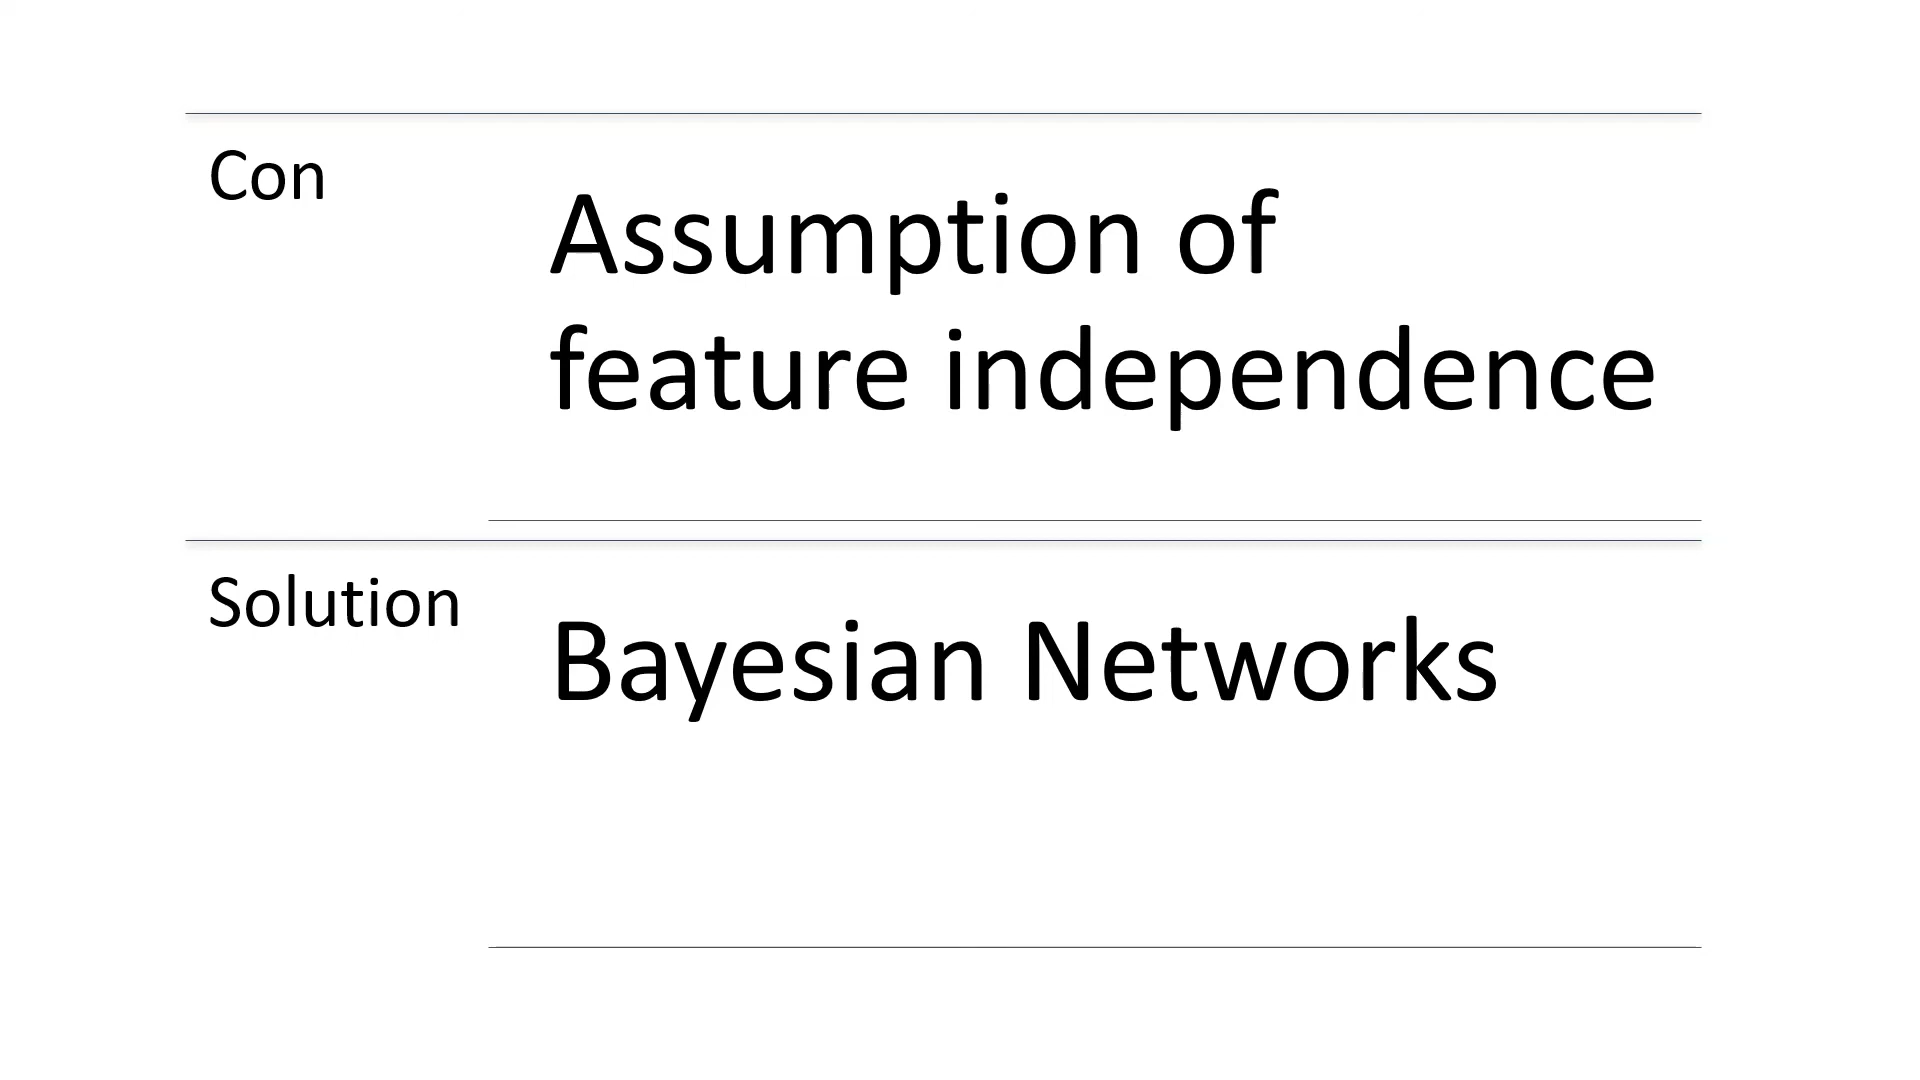 Con
Assumption of
feature independence
Solution
Bayesian Networks